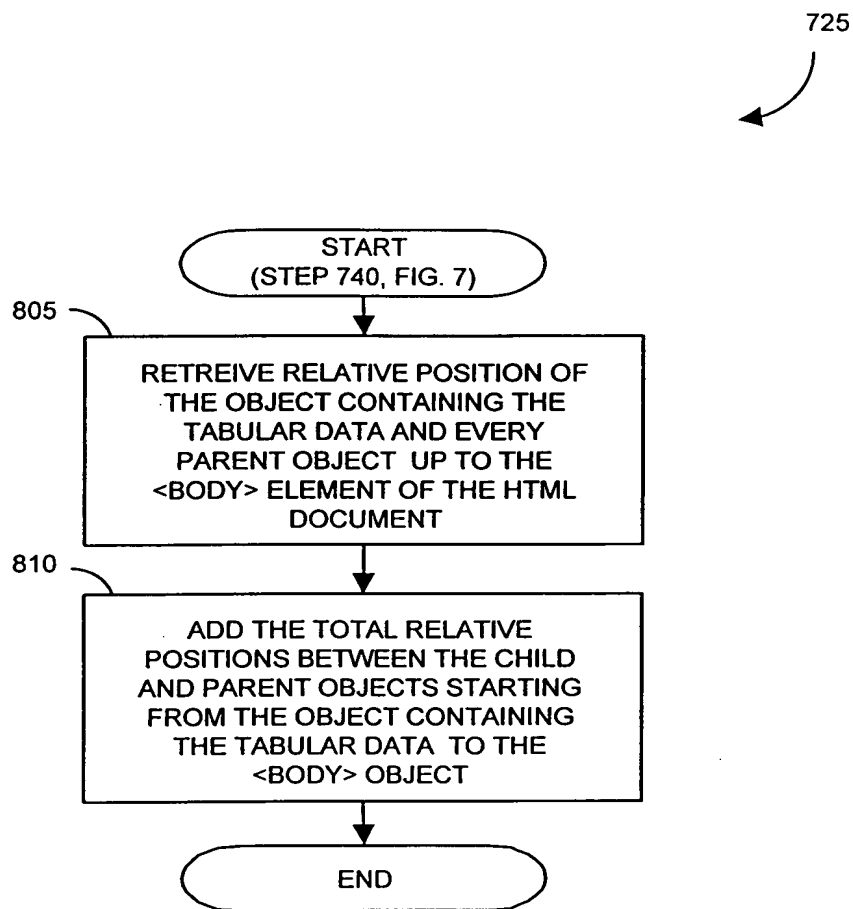 725
START
(STEP 740, FIG. 7)
805
RETREIVE RELATIVE POSITION OF
THE OBJECT CONTAINING THE
TABULAR DATA AND EVERY
PARENT OBJECT UP TO THE
<BODY> ELEMENT OF THE HTML
DOCUMENT
810
ADD THE TOTAL RELATIVE
POSITIONS BETWEEN THE CHILD
AND PARENT OBJECTS STARTING
FROM THE OBJECT CONTAINING
THE TABULAR DATA TO THE
<BODY> OBJECT
END